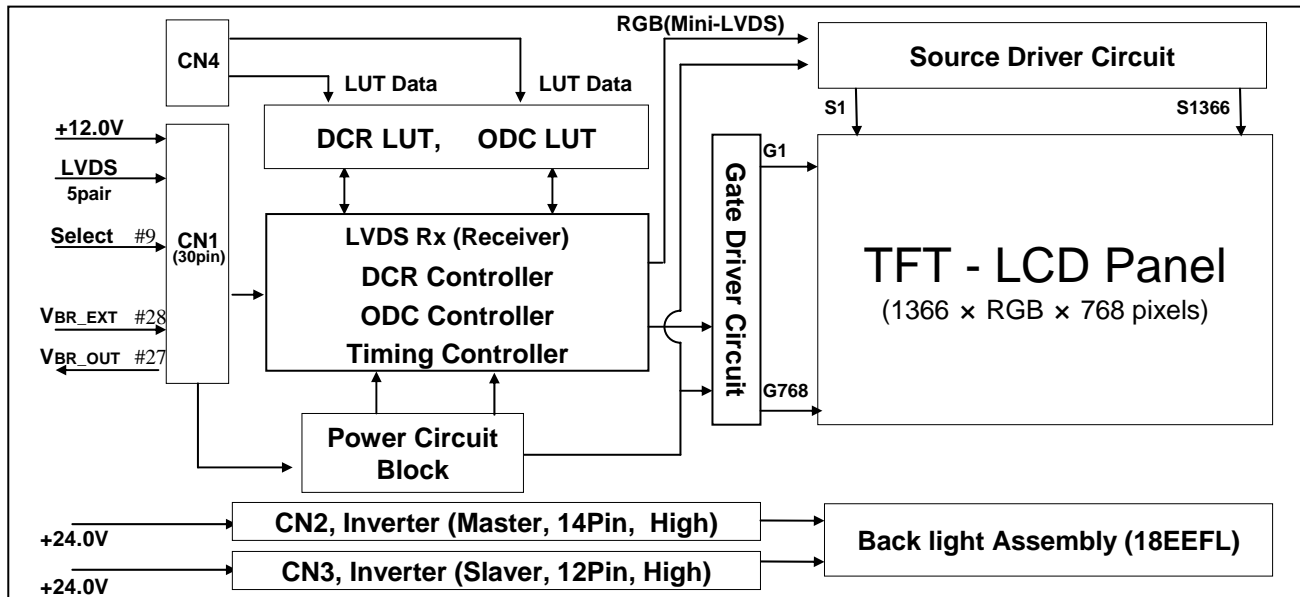 RGB(Mini-LVDS)
CN4
Source Driver Circuit
LUT Data
LUT Data
S1
S1366
+12.0V
DCR LUT, ODC LUT
LVDS
5pair
G1
Select #9
CN1
(30pin)
LVDS Rx (Receiver)
DCR Controller
ODC Controller
Timing Controller
Gate Driver Circuit
TFT - LCD Panel
(1366 × RGB × 768 pixels)
VBR_EXT #28
VBR_OUT #27
G768
Power Circuit
Block
+24.0V
CN2, Inverter (Master, 14Pin, High)
Back light Assembly (18EEFL)
+24.0V
CN3, Inverter (Slaver, 12Pin, High)